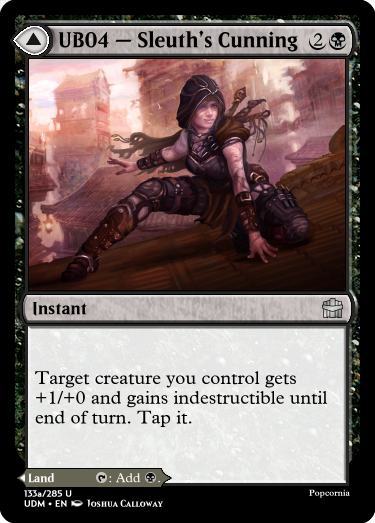 UB04 — Sleuth's Cunning 2
Instant
Target creature you control gets
+1/+0 and gains indestructible until
end of turn. Tap it.
Land
: Add .
133a/285 U
Popcornia
UDM • EN Joshua Calloway